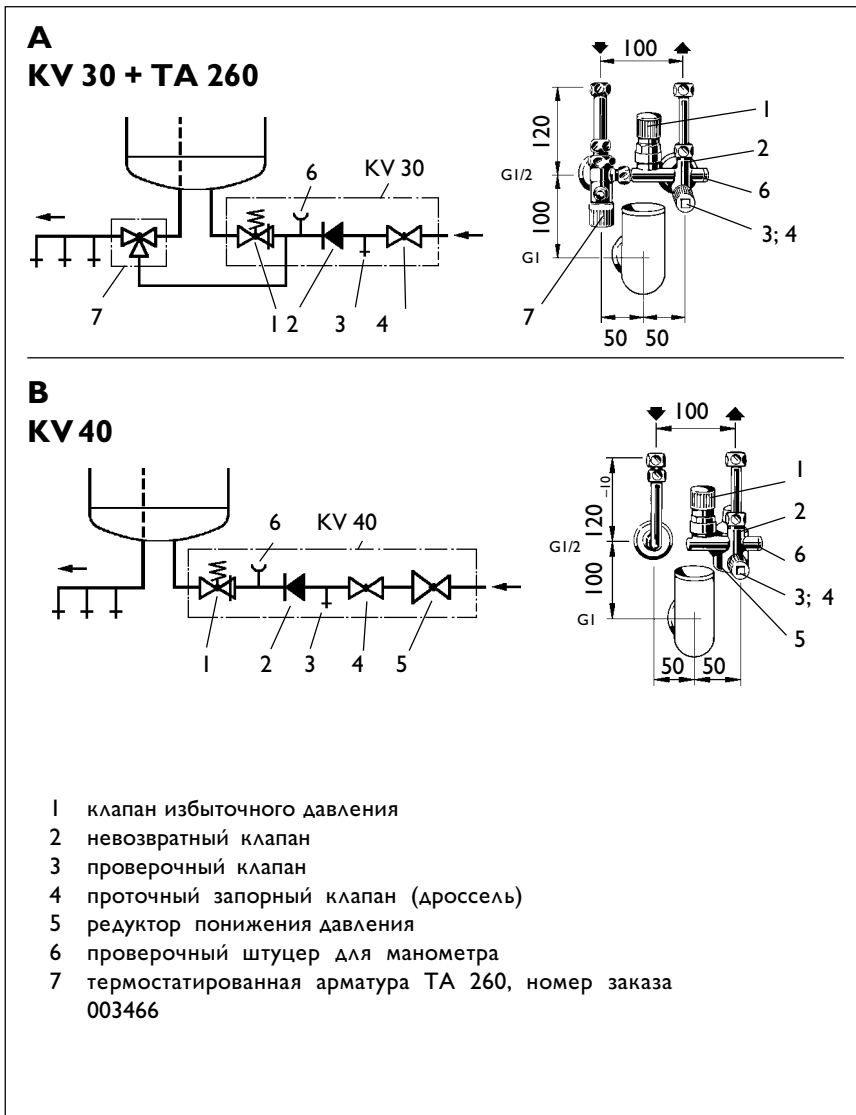 A
KV 30 + TA 260
100
120
100
G1/2
G1
50 50
1
2
6
3; 4
7
6
KV 30
7
1 2 3 4
B
KV 40
100
120 -10
100
G1/2
G1
50 50
1
2
6
3; 4
5
6
KV 40
1 2 3 4 5
1 клапан избыточного давления
2 невозвратный клапан
3 проверочный клапан
4 проточный запорный клапан (дроссель)
5 редуктор понижения давления
6 проверочный штуцер для манометра
7 термостатированная арматура ТА 260, номер заказа
003466